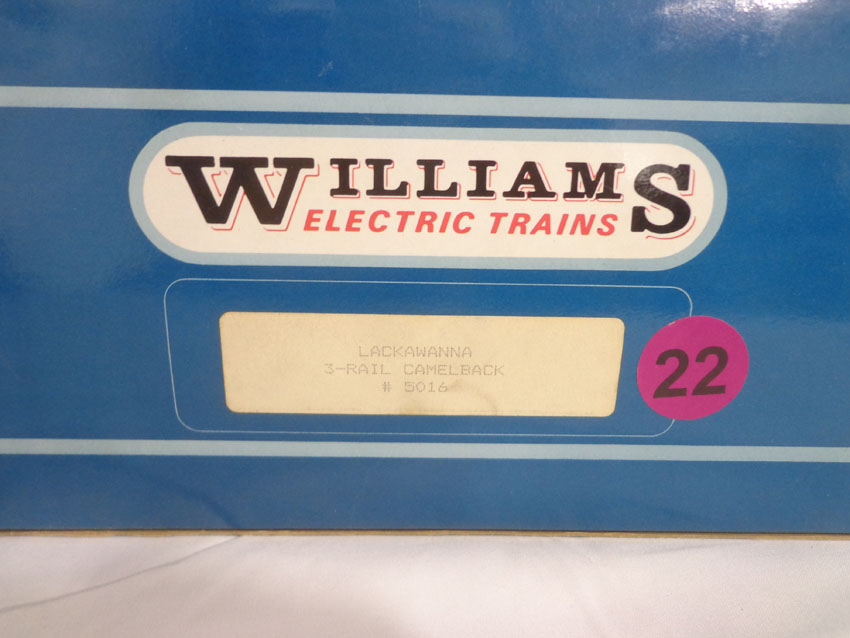 WILLIAMS
ELECTRIC TRAINS
LACKAWANNA
3-RAIL CAMELBACK
# 5016
22